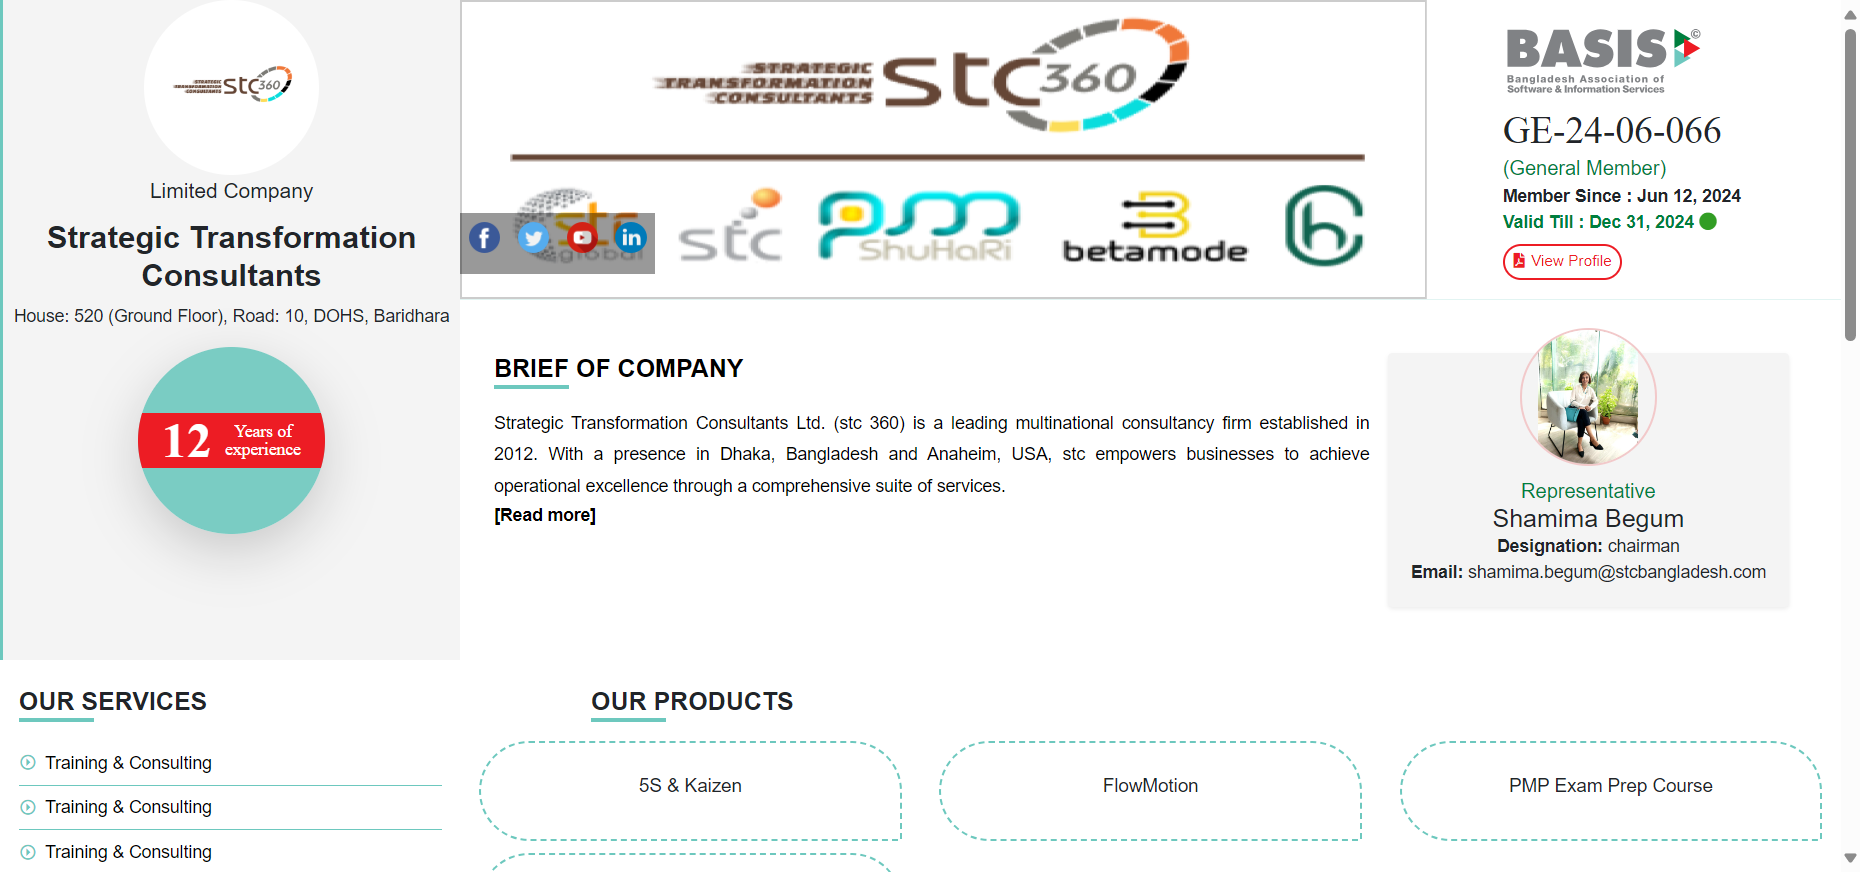 STRATEGIC
TRANSFORMATION
CONSULTANTS
stc360
Limited Company
Strategic Transformation
Consultants
House: 520 (Ground Floor), Road: 10, DOHS, Baridhara
12
Years of
experience
STRATEGIC
TRANSFORMATION
CONSULTANTS
stc360
stc
global
stc
pm
ShuHaRi
betamode
BASIS
©
Bangladesh Association of
Software & Information Services
GE-24-06-066
(General Member)
Member Since : Jun 12, 2024
Valid Till : Dec 31, 2024
View Profile
BRIEF OF COMPANY
Strategic Transformation Consultants Ltd. (stc 360) is a leading multinational consultancy firm established in
2012. With a presence in Dhaka, Bangladesh and Anaheim, USA, stc empowers businesses to achieve
operational excellence through a comprehensive suite of services.
[Read more]
Representative
Shamima Begum
Designation: chairman
Email: shamima.begum@stcbangladesh.com
OUR SERVICES
Training & Consulting
Training & Consulting
Training & Consulting
OUR PRODUCTS
5S & Kaizen
FlowMotion
PMP Exam Prep Course